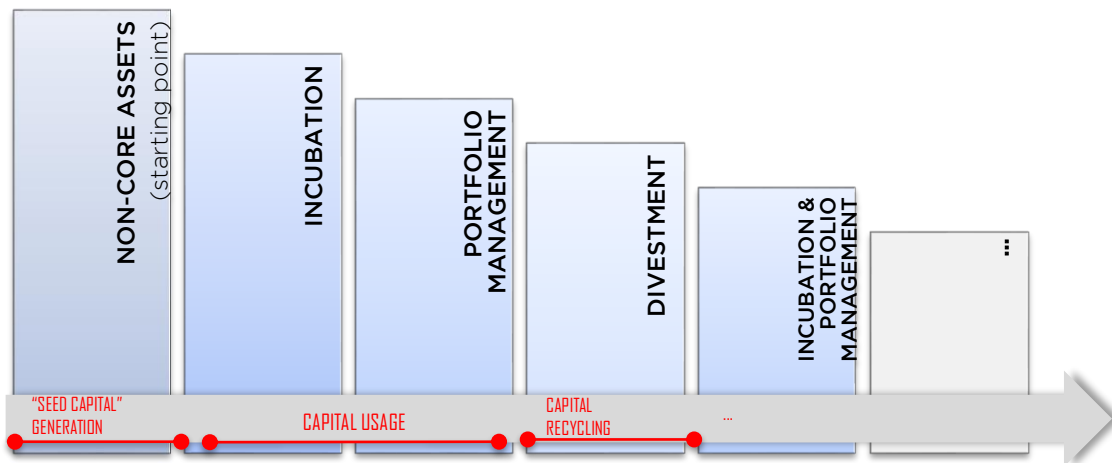 NON-CORE ASSETS
(starting point)
INCUBATION
PORTFOLIO
MANAGEMENT
DIVESTMENT
INCUBATION &
PORTFOLIO
MANAGEMENT
...
“SEED CAPITAL”
GENERATION
CAPITAL USAGE
CAPITAL
RECYCLING
...